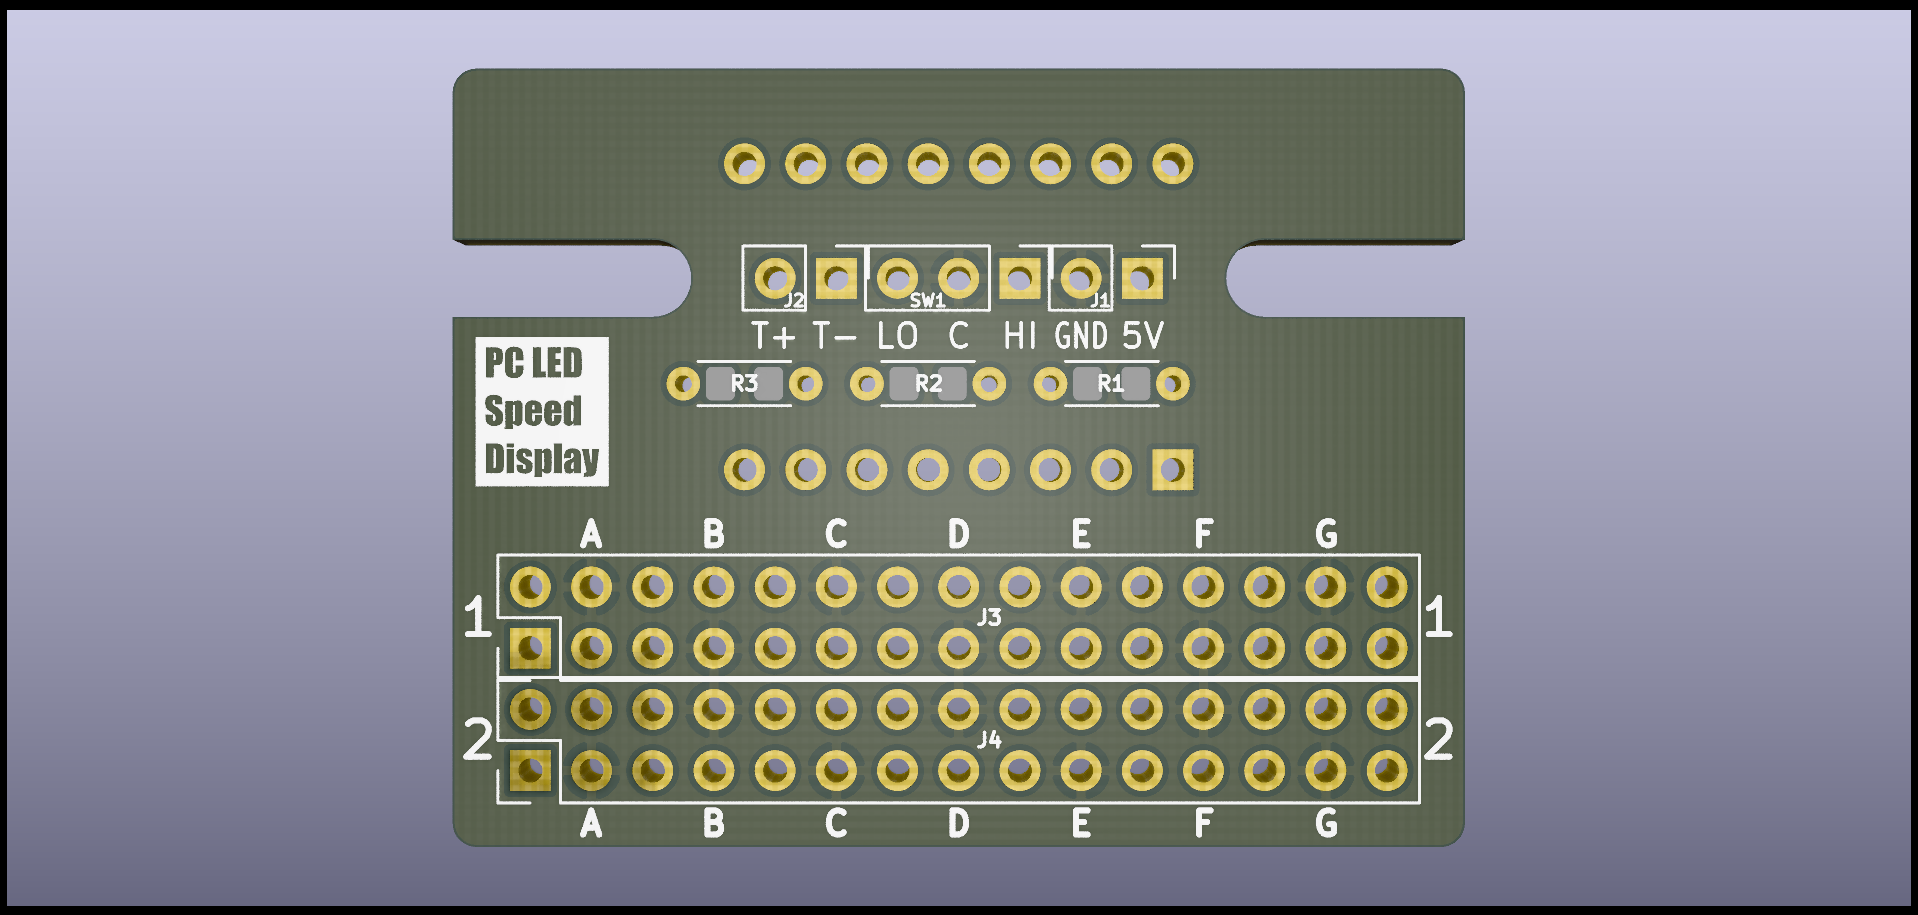 J2 SW1 J1
T+ T- LO C HI GND 5V
PC LED
Speed
Display
R3 R2 R1
A B C D E F G
1 J3 1
2 J4 2
A B C D E F G